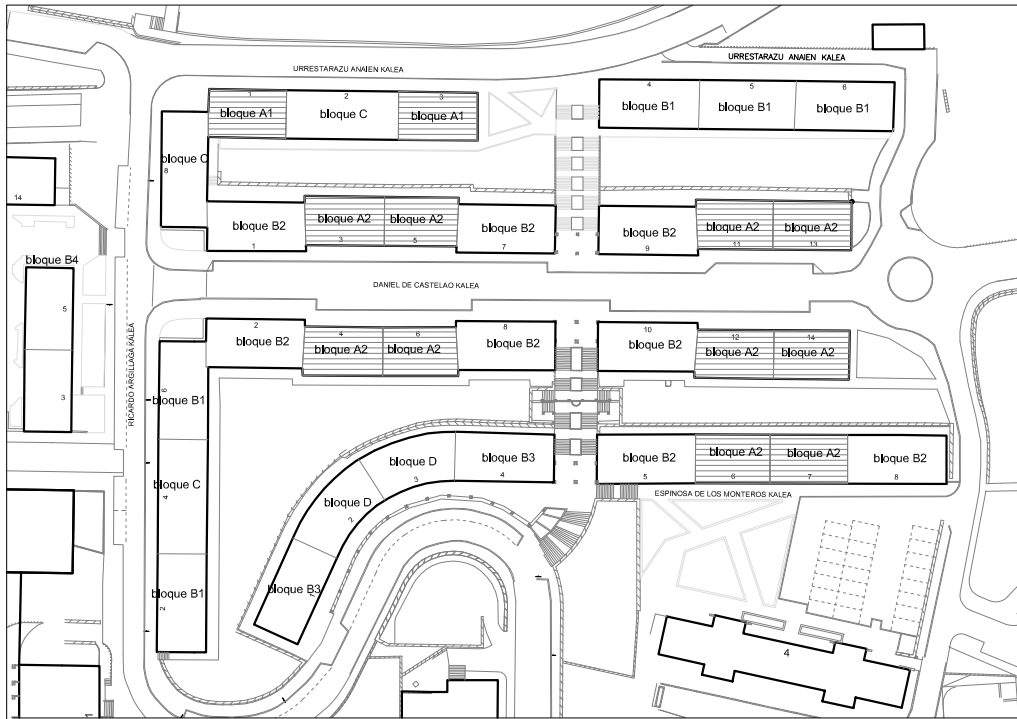 URRESTARAZU ANAIEN KALEA
URRESTARAZU ANAIEN KALEA
1
2
3
bloque A1
bloque C
bloque A1
4
5
6
bloque B1
bloque B1
bloque B1
bloque C
8
14
bloque B2
bloque A2
bloque A2
bloque B2
1
3
5
7
bloque B2
bloque A2
bloque A2
9
11
13
bloque B4
5
3
DANIEL DE CASTELAO KALEA
RICARDO ARGILLAGA KALEA
2
4
6
8
bloque B2
bloque A2
bloque A2
bloque B2
10
12
14
bloque B2
bloque A2
bloque A2
6
bloque B1
bloque C
4
bloque B1
2
bloque D
3
bloque B3
4
bloque D
2
bloque B3
bloque B2
bloque A2
bloque A2
bloque B2
5
6
7
8
ESPINOSA DE LOS MONTEROS KALEA
4
1